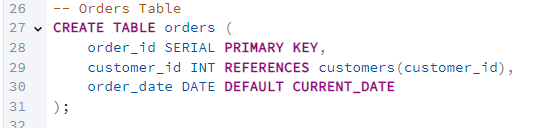 26 -- Orders Table
27 CREATE TABLE orders (
28     order_id SERIAL PRIMARY KEY,
29     customer_id INT REFERENCES customers(customer_id),
30     order_date DATE DEFAULT CURRENT_DATE
31 );
32